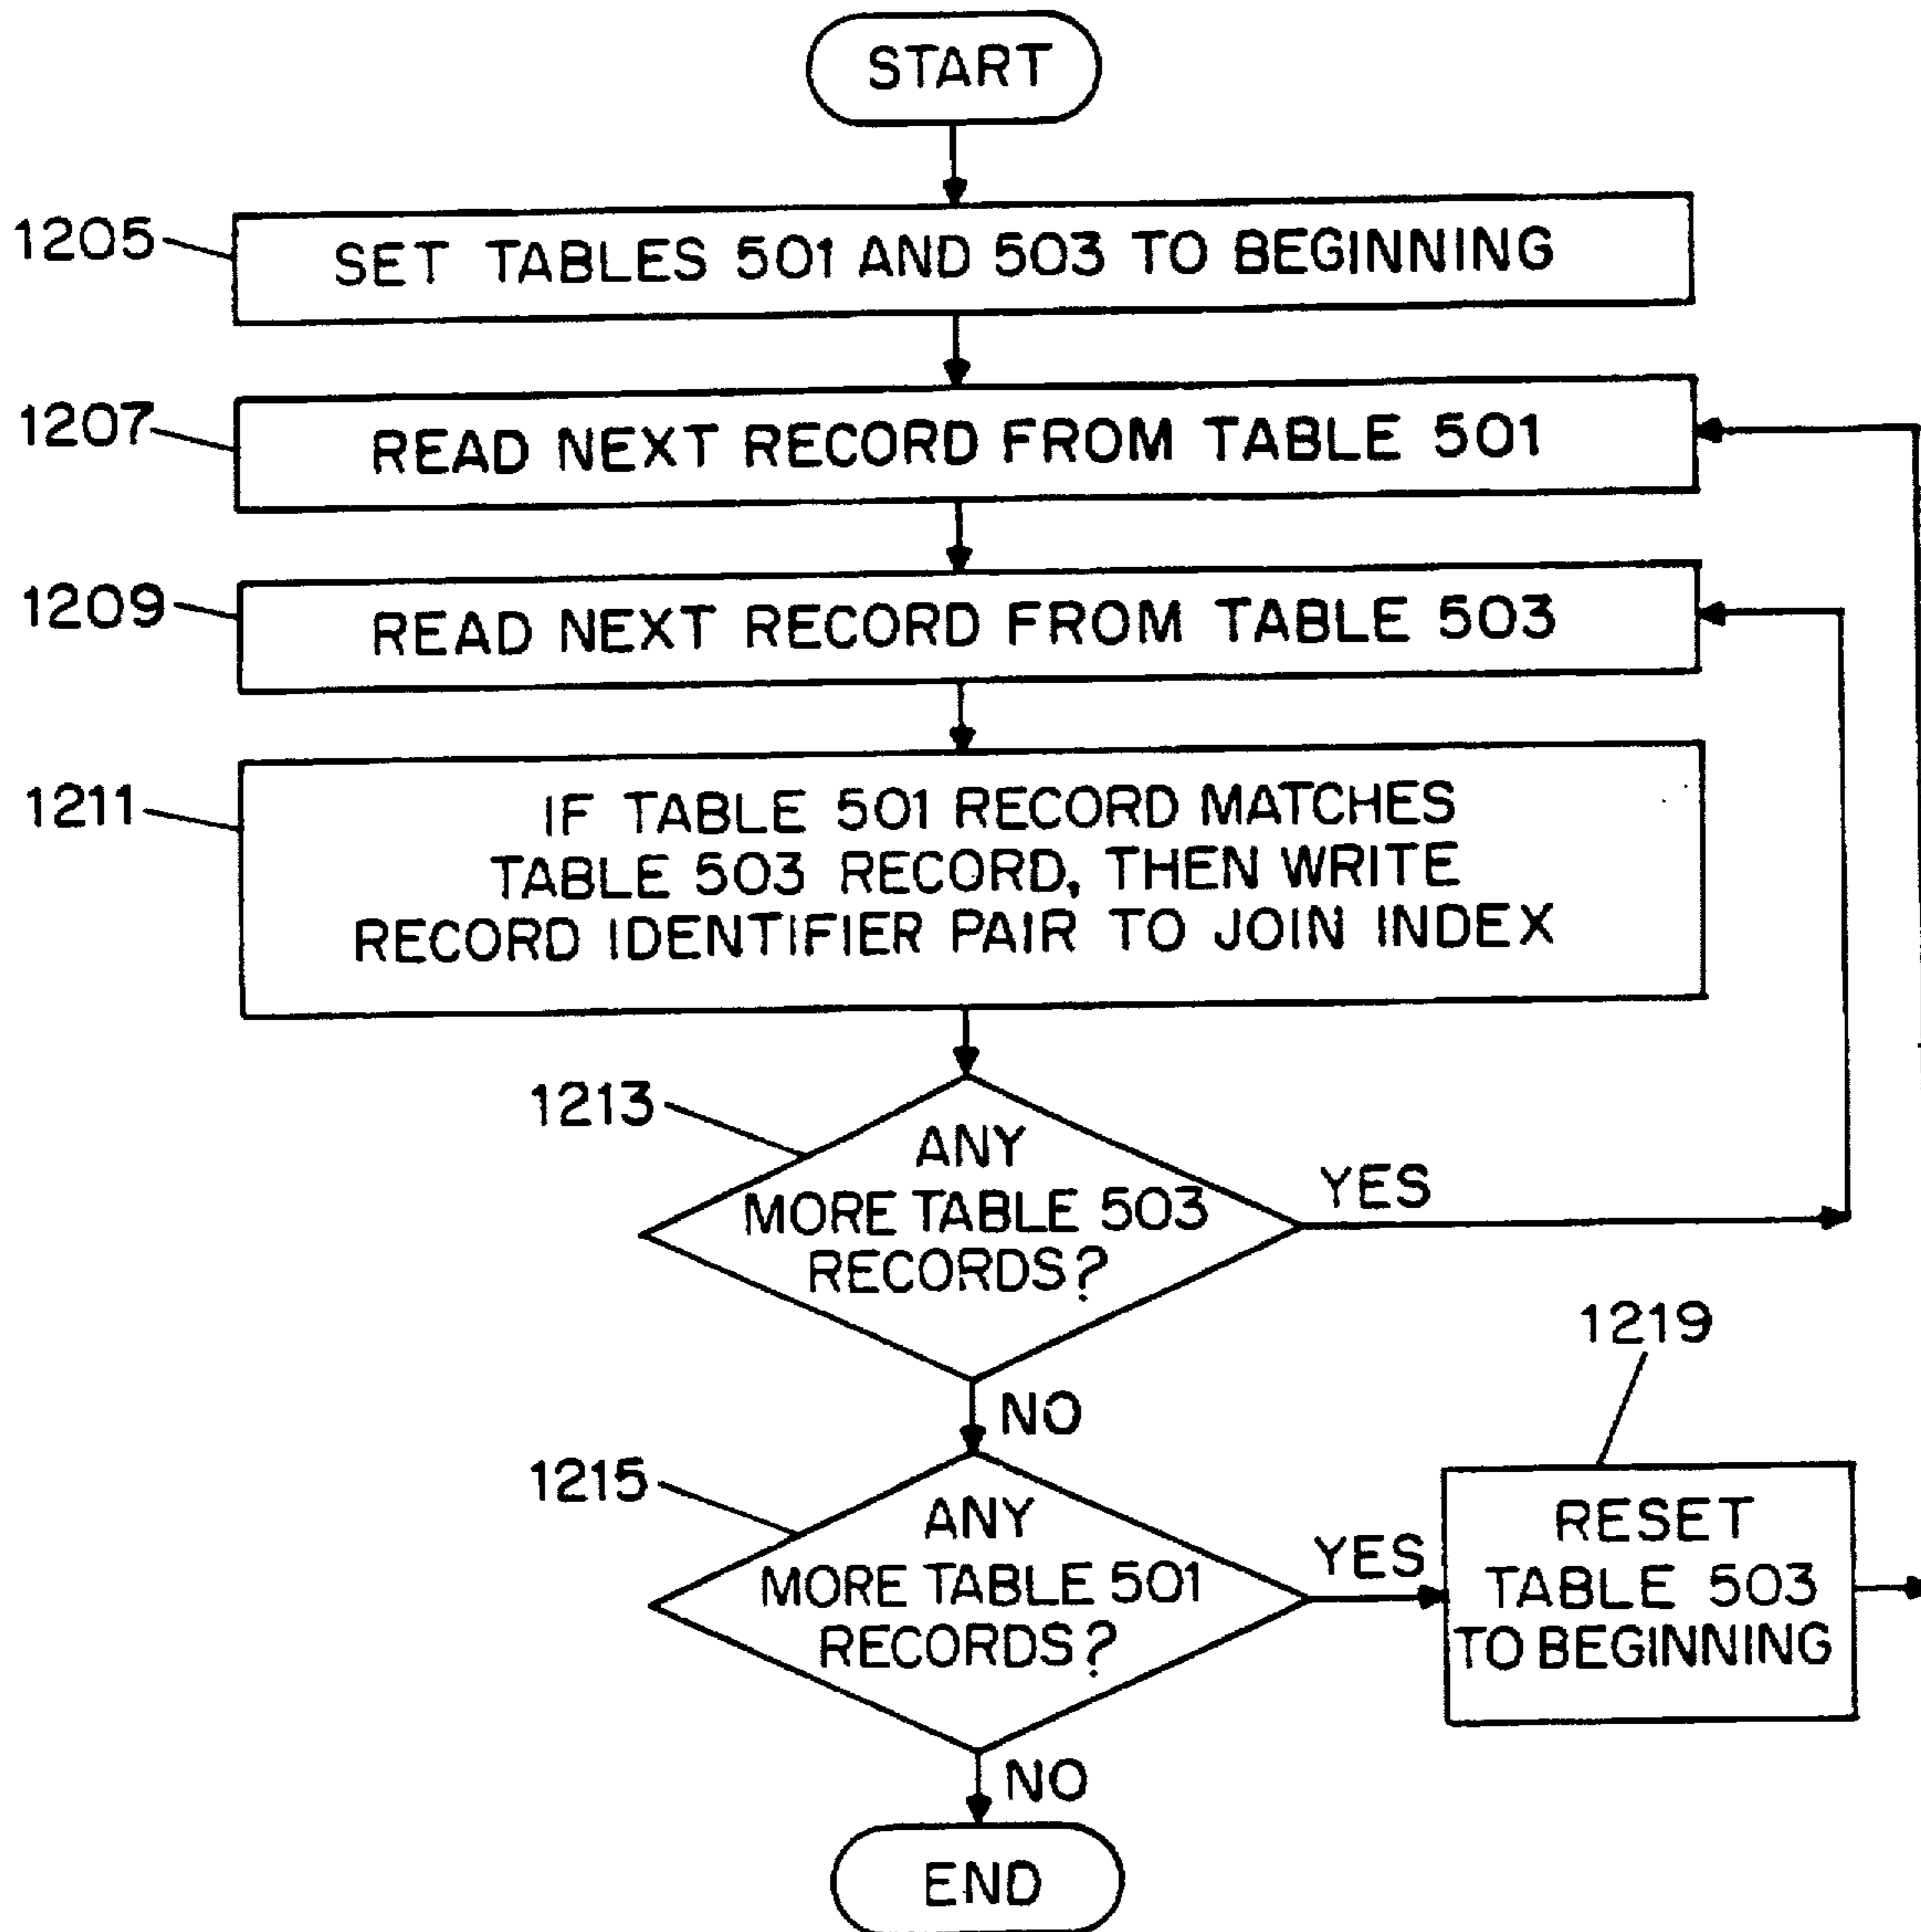 START
1205
SET TABLES 501 AND 503 TO BEGINNING
1207
READ NEXT RECORD FROM TABLE 501
1209
READ NEXT RECORD FROM TABLE 503
1211
IF TABLE 501 RECORD MATCHES
TABLE 503 RECORD, THEN WRITE
RECORD IDENTIFIER PAIR TO JOIN INDEX
1213
ANY
MORE TABLE 503
RECORDS?
YES
NO
1215
ANY
MORE TABLE 501
RECORDS?
YES
1219
RESET
TABLE 503
TO BEGINNING
NO
END